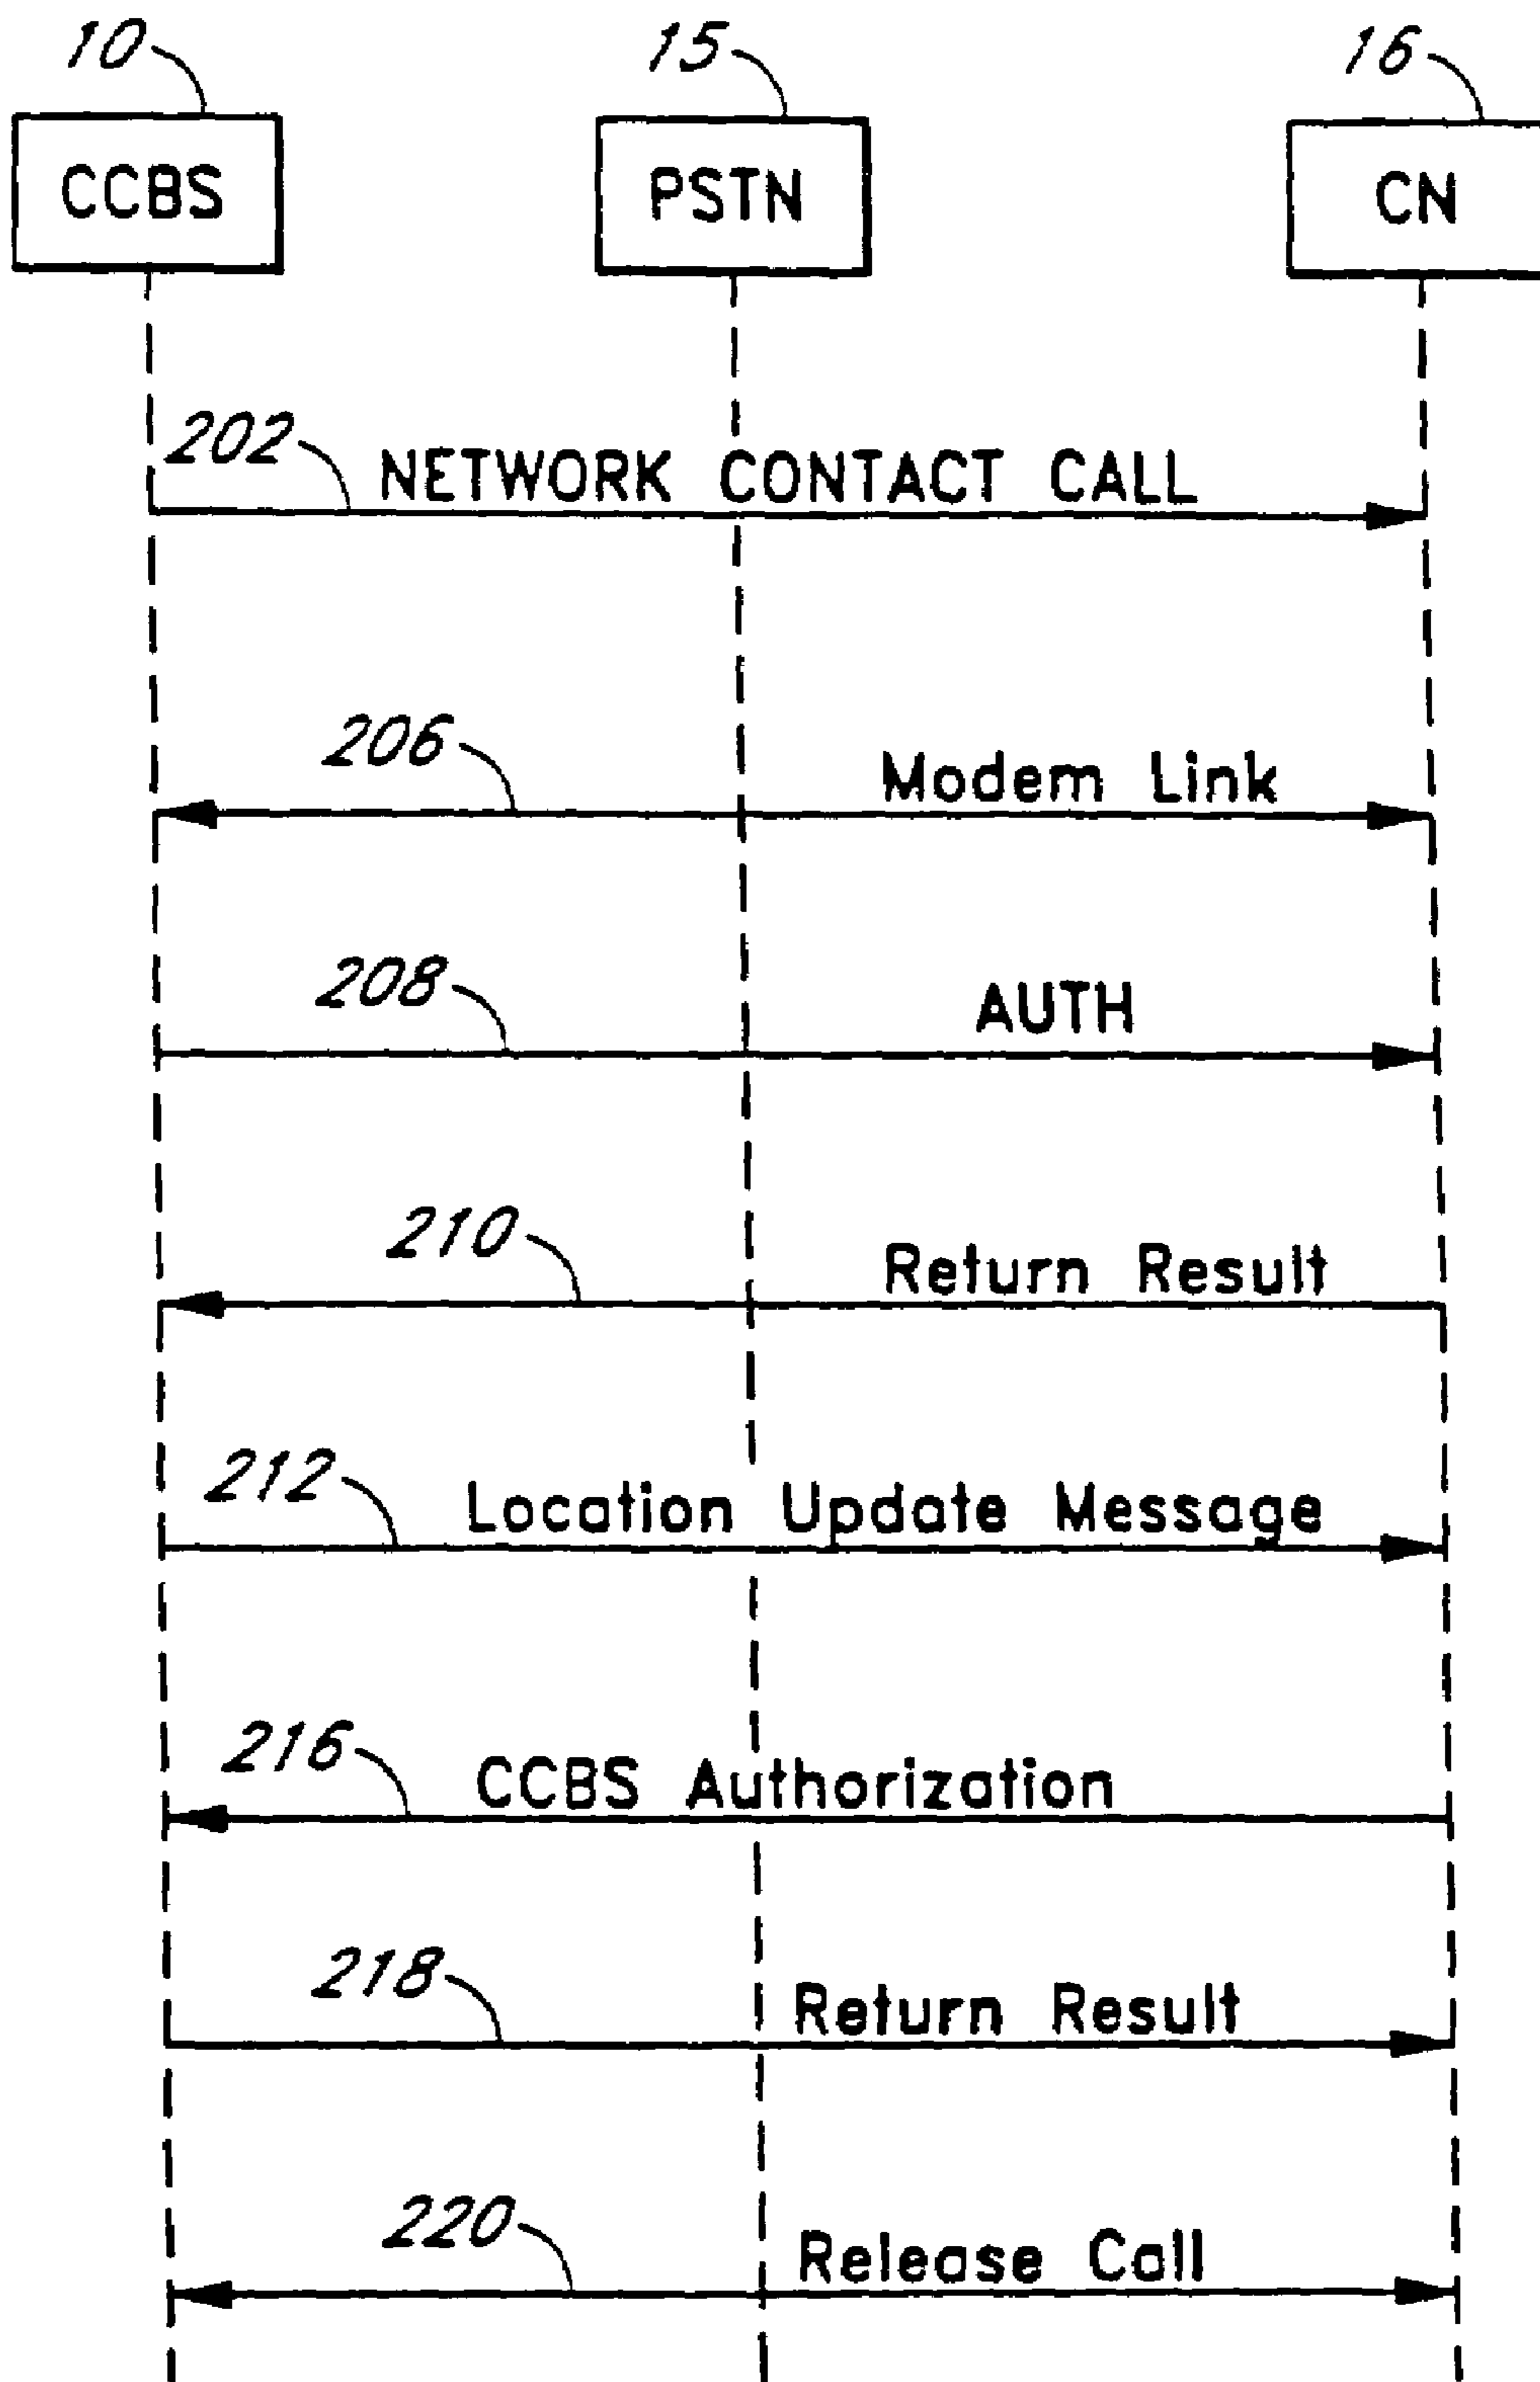 10 15 16
CCBS PSTN CN
202 NETWORK CONTACT CALL
206 Modem Link
208 AUTH
210 Return Result
212 Location Update Message
216 CCBS Authorization
218 Return Result
220 Release Call